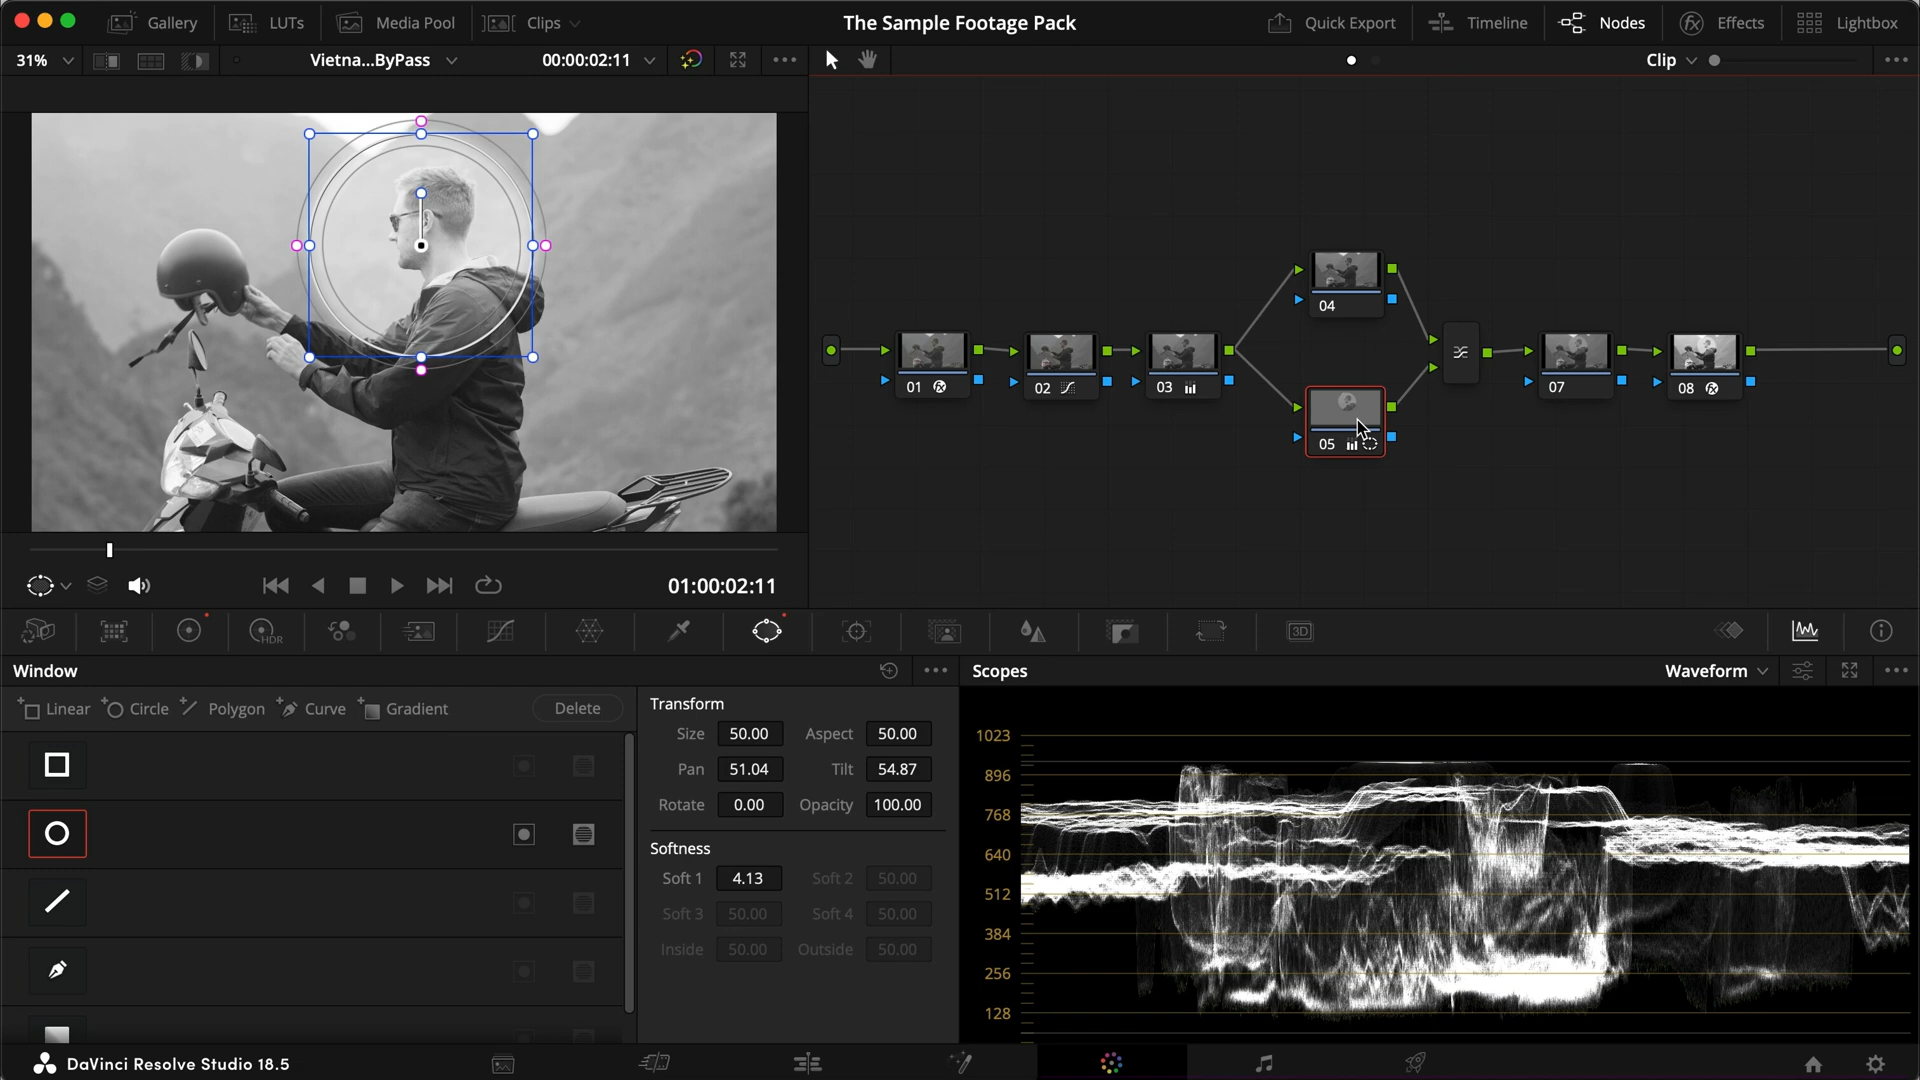 Gallery LUTs Media Pool Clips The Sample Footage Pack Quick Export Timeline Nodes fx Effects Lightbox
31% Vietna...ByPass 00:00:02:11 Clip
04
01 fx 02 03 07 08 fx
05
01:00:02:11
HDR 3D
Window Scopes Waveform
Linear Circle Polygon Curve Gradient Delete
Transform
Size 50.00 Aspect 50.00
Pan 51.04 Tilt 54.87
Rotate 0.00 Opacity 100.00
Softness
Soft 1 4.13 Soft 2 50.00
Soft 3 50.00 Soft 4 50.00
Inside 50.00 Outside 50.00
1023
896
768
640
512
384
256
128
DaVinci Resolve Studio 18.5